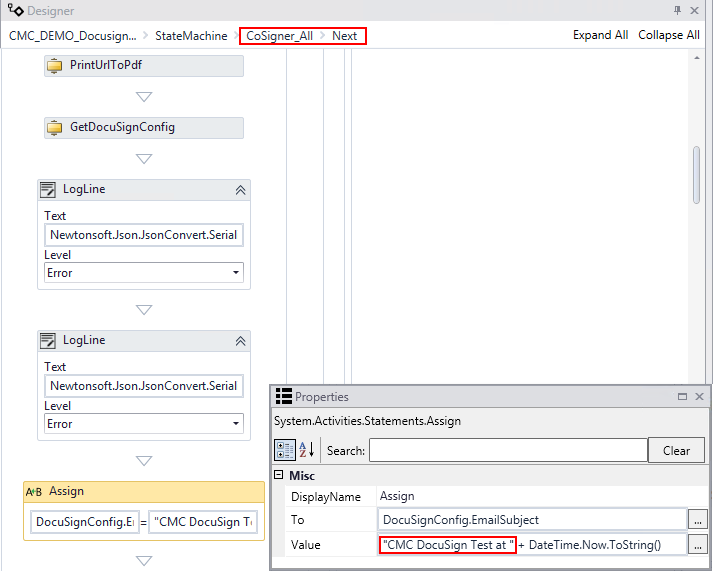 Designer
CMC_DEMO_Docusign... > StateMachine > CoSigner_All > Next Expand All Collapse All
PrintUrlToPdf
GetDocuSignConfig
LogLine
Text
Newtonsoft.Json.JsonConvert.Serial
Level
Error
LogLine
Text
Newtonsoft.Json.JsonConvert.Serial
Level
Error
A+B Assign
DocuSignConfig.Em = "CMC DocuSign Te
Properties
System.Activities.Statements.Assign
Search: Clear
Misc
DisplayName Assign
To DocuSignConfig.EmailSubject ...
Value "CMC DocuSign Test at " + DateTime.Now.ToString() ...